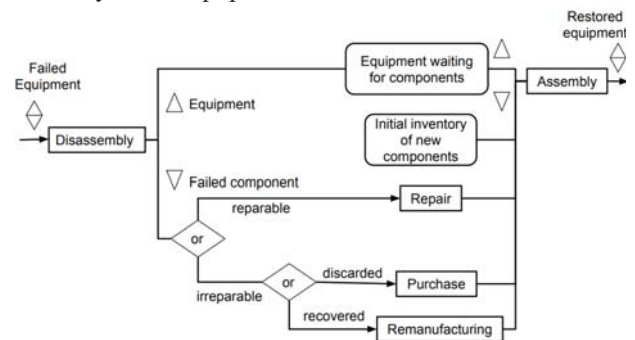 Restored
equipment
Failed
Equipment
Equipment waiting
for components
Assembly
Equipment
Disassembly
Initial inventory
of new
components
Failed component
reparable
Repair
or
irreparable
or
discarded
Purchase
recovered
Remanufacturing